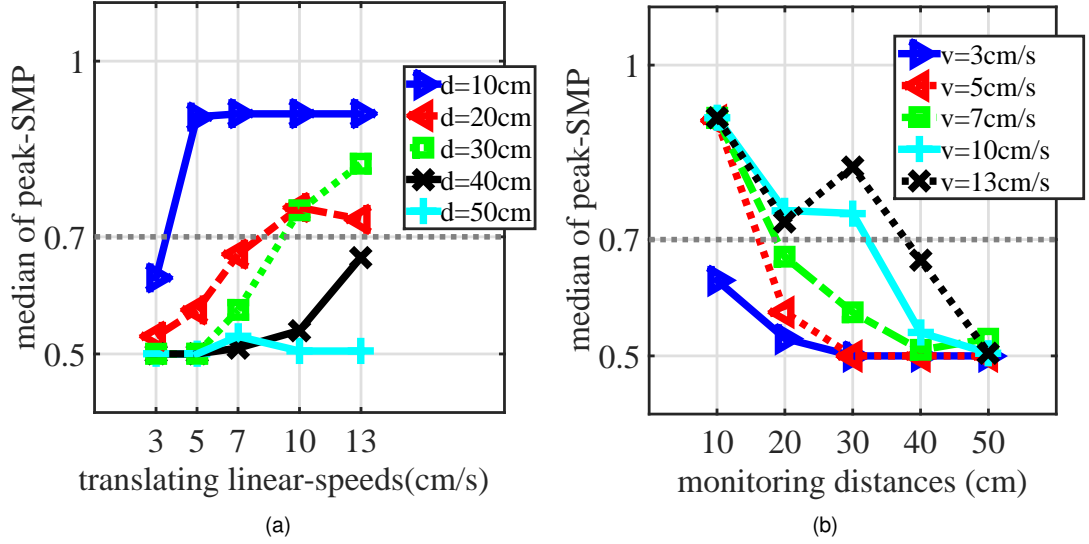 1
0.7
0.5
median of peak-SMP
3 5 7 10 13
translating linear-speeds(cm/s)
d=10cm
d=20cm
d=30cm
d=40cm
d=50cm
(a)
1
0.7
0.5
median of peak-SMP
10 20 30 40 50
monitoring distances (cm)
v=3cm/s
v=5cm/s
v=7cm/s
v=10cm/s
v=13cm/s
(b)